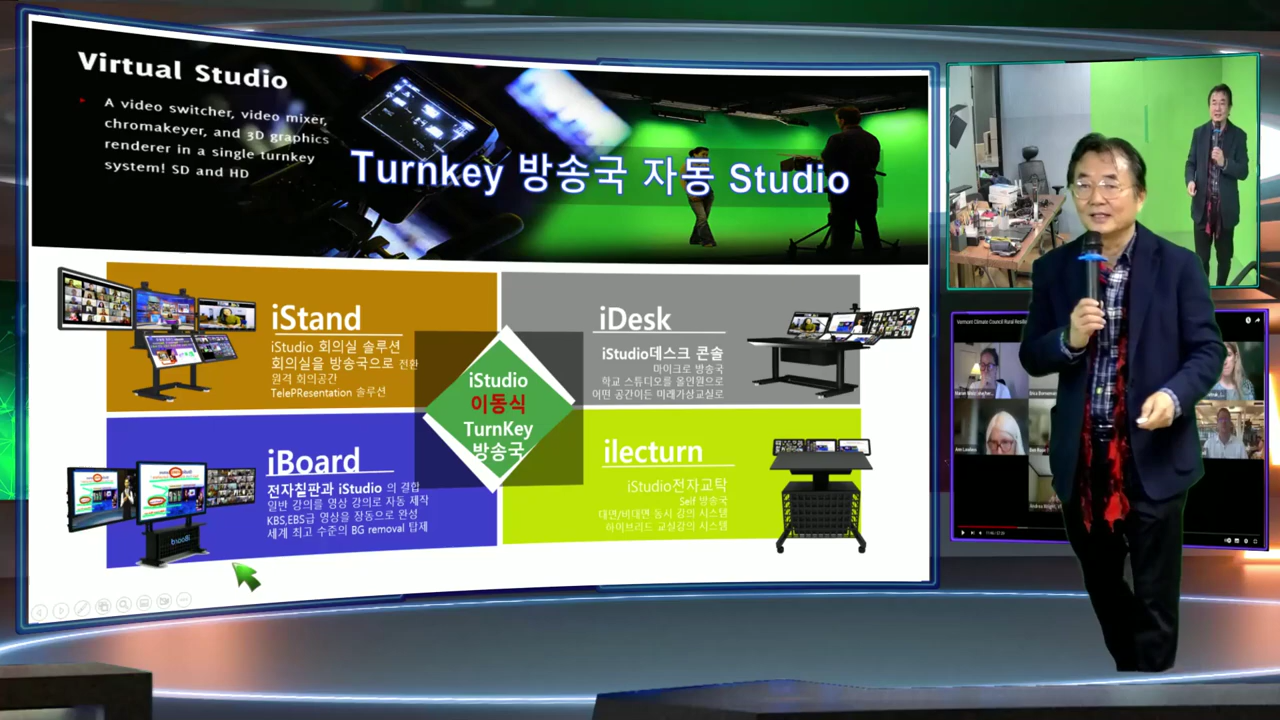 Virtual Studio
A video switcher, video mixer,
chromakeyer, and 3D graphics
renderer in a single turnkey
system! SD and HD
Turnkey 방송국 자동 Studio
iStand
iStudio 회의실 솔루션
회의실을 방송국으로 전환
원격 회의공간
TelePResentation 솔루션
iDesk
iStudio데스크 콘솔
마이크로 방송국
학교 스튜디오를 올인원으로
어떤 공간이든 미래가상교실로
iStudio
이동식
TurnKey
방송국
iBoard
전자칠판과 iStudio 의 결합
일반 강의를 영상 강의로 자동 제작
KBS,EBS급 영상을 자동으로 완성
세계 최고 수준의 BG removal 탑제
ilecturn
iStudio전자교탁
Self 방송국
대면/비대면 동시 강의 시스템
하이브리드 교실강의 시스템
Vermont Climate Council Rural